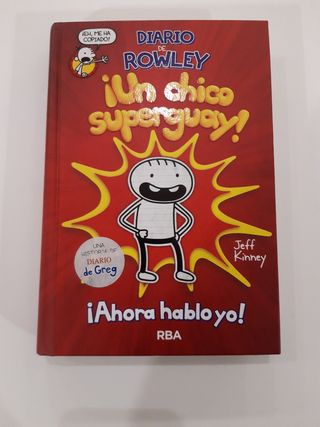 ¡EH, ME HA
COPIADO!
DIARIO
DE
ROWLEY
¡Un chico
superguay!
UNA
HISTORIA DE
DIARIO
de Greg
Jeff
Kinney
¡Ahora hablo yo!
RBA